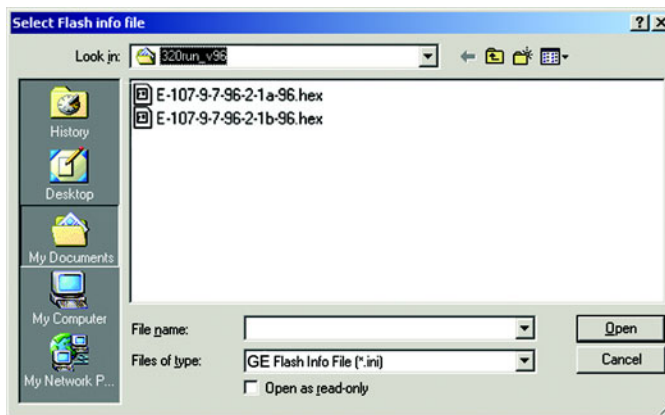 Select Flash info file
Look in: 320run_v96
E-107-9-7-96-2-1a-96.hex
E-107-9-7-96-2-1b-96.hex
History
Desktop
My Documents
My Computer
My Network P...
File name:
Open
Files of type: GE Flash Info File (*.ini)
Cancel
Open as read-only